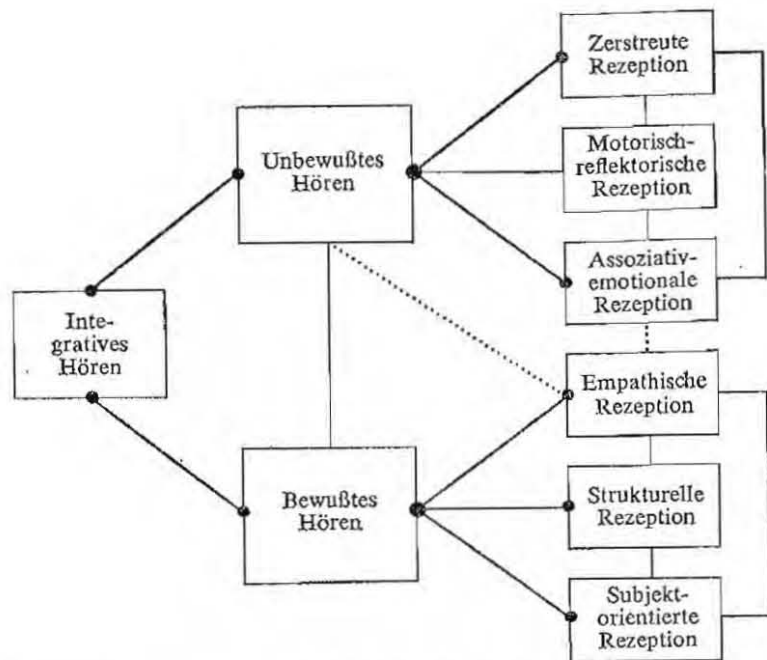 Zerstreute
Rezeption
Unbewußtes
Hören
Motorisch-
reflektorische
Rezeption
Assoziativ-
emotionale
Rezeption
Inte-
gratives
Hören
Empathische
Rezeption
Bewußtes
Hören
Strukturelle
Rezeption
Subjekt-
orientierte
Rezeption